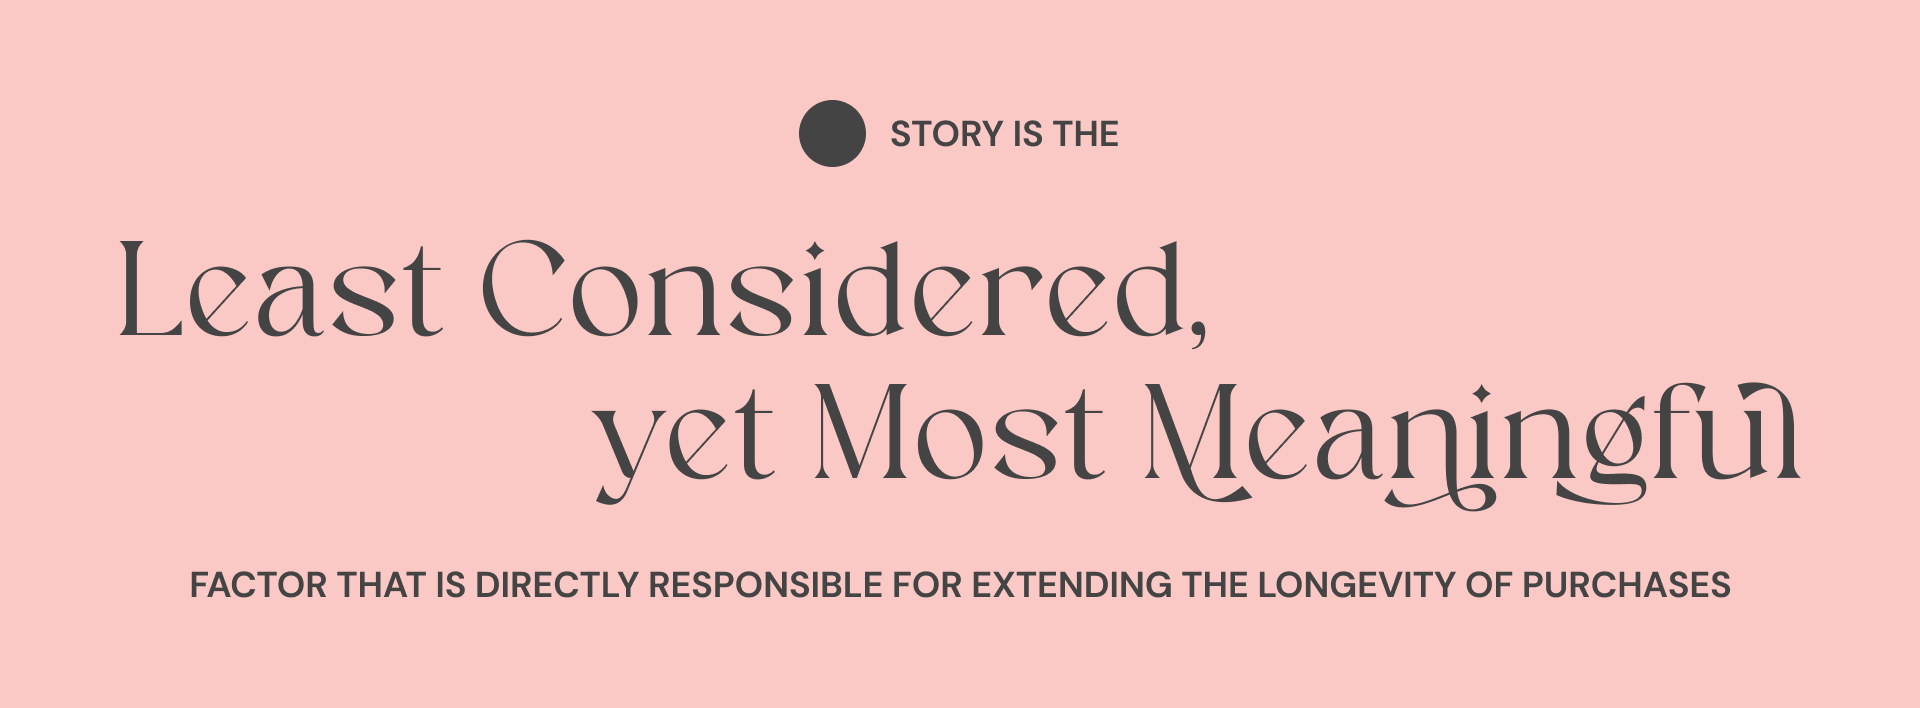 STORY IS THE
Least Considered,
yet Most Meaningful
FACTOR THAT IS DIRECTLY RESPONSIBLE FOR EXTENDING THE LONGEVITY OF PURCHASES